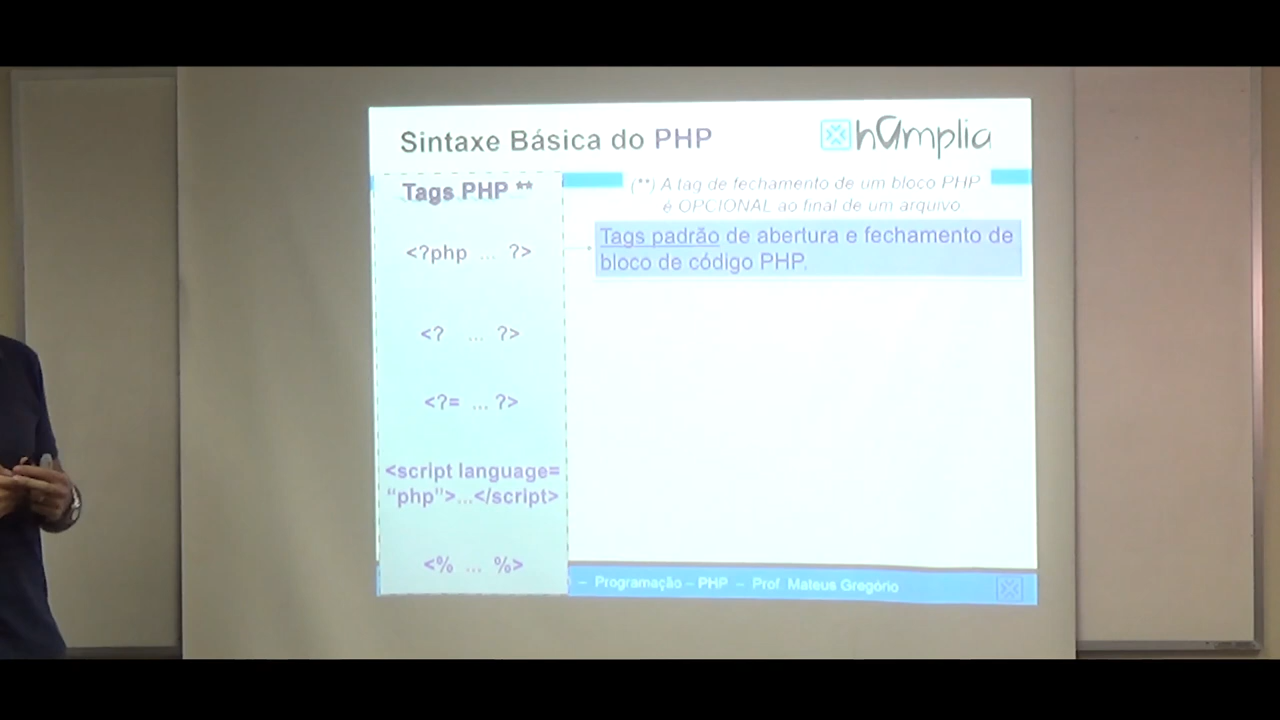 Sintaxe Básica do PHP
hamplia
Tags PHP **
(**) A tag de fechamento de um bloco PHP
é OPCIONAL ao final de um arquivo
<?php ... ?>
Tags padrão de abertura e fechamento de
bloco de código PHP.
<? ... ?>
<?= ... ?>
<script language=
“php”>...</script>
<% ... %>
– Programação – PHP – Prof. Mateus Gregório